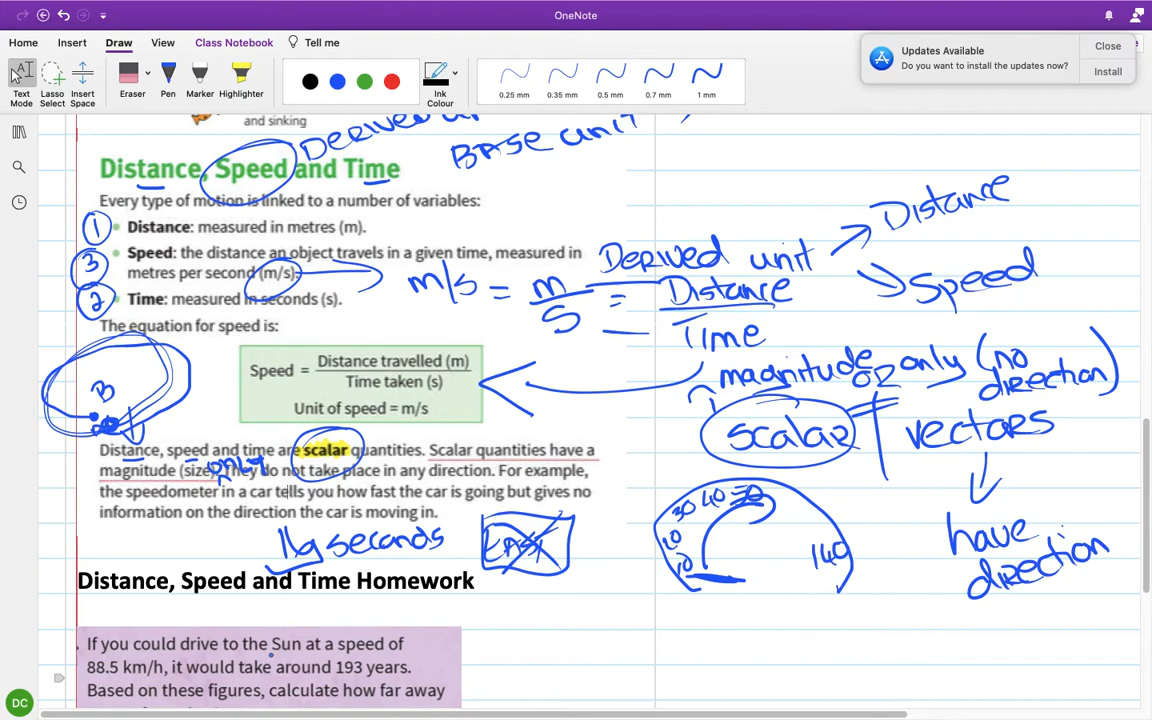 OneNote
Home Insert Draw View Class Notebook Tell me
Updates Available
Do you want to install the updates now?
Close
Install
Text Mode
Lasso Select
Insert Space
Eraser
Pen
Marker
Highlighter
Ink Colour
0.25 mm 0.35 mm 0.5 mm 0.7 mm 1 mm
and sinking
Derived
Base unit
Distance, Speed and Time
Every type of motion is linked to a number of variables:
1 • Distance: measured in metres (m).
3 • Speed: the distance an object travels in a given time, measured in
metres per second (m/s).
2 • Time: measured in seconds (s).
m/s = m/s = Distance/Time
Derived unit
Distance
Speed
The equation for speed is:
Speed = Distance travelled (m)
Time taken (s)
Unit of speed = m/s
B
magnitude only (no direction)
scalar or vectors
have direction
Distance, speed and time are scalar quantities. Scalar quantities have a
magnitude (size). They do not take place in any direction. For example,
only
the speedometer in a car tells you how fast the car is going but gives no
information on the direction the car is moving in.
seconds
East
10 20 30 40 50 140
Distance, Speed and Time Homework
If you could drive to the Sun at a speed of
88.5 km/h, it would take around 193 years.
Based on these figures, calculate how far away
DC